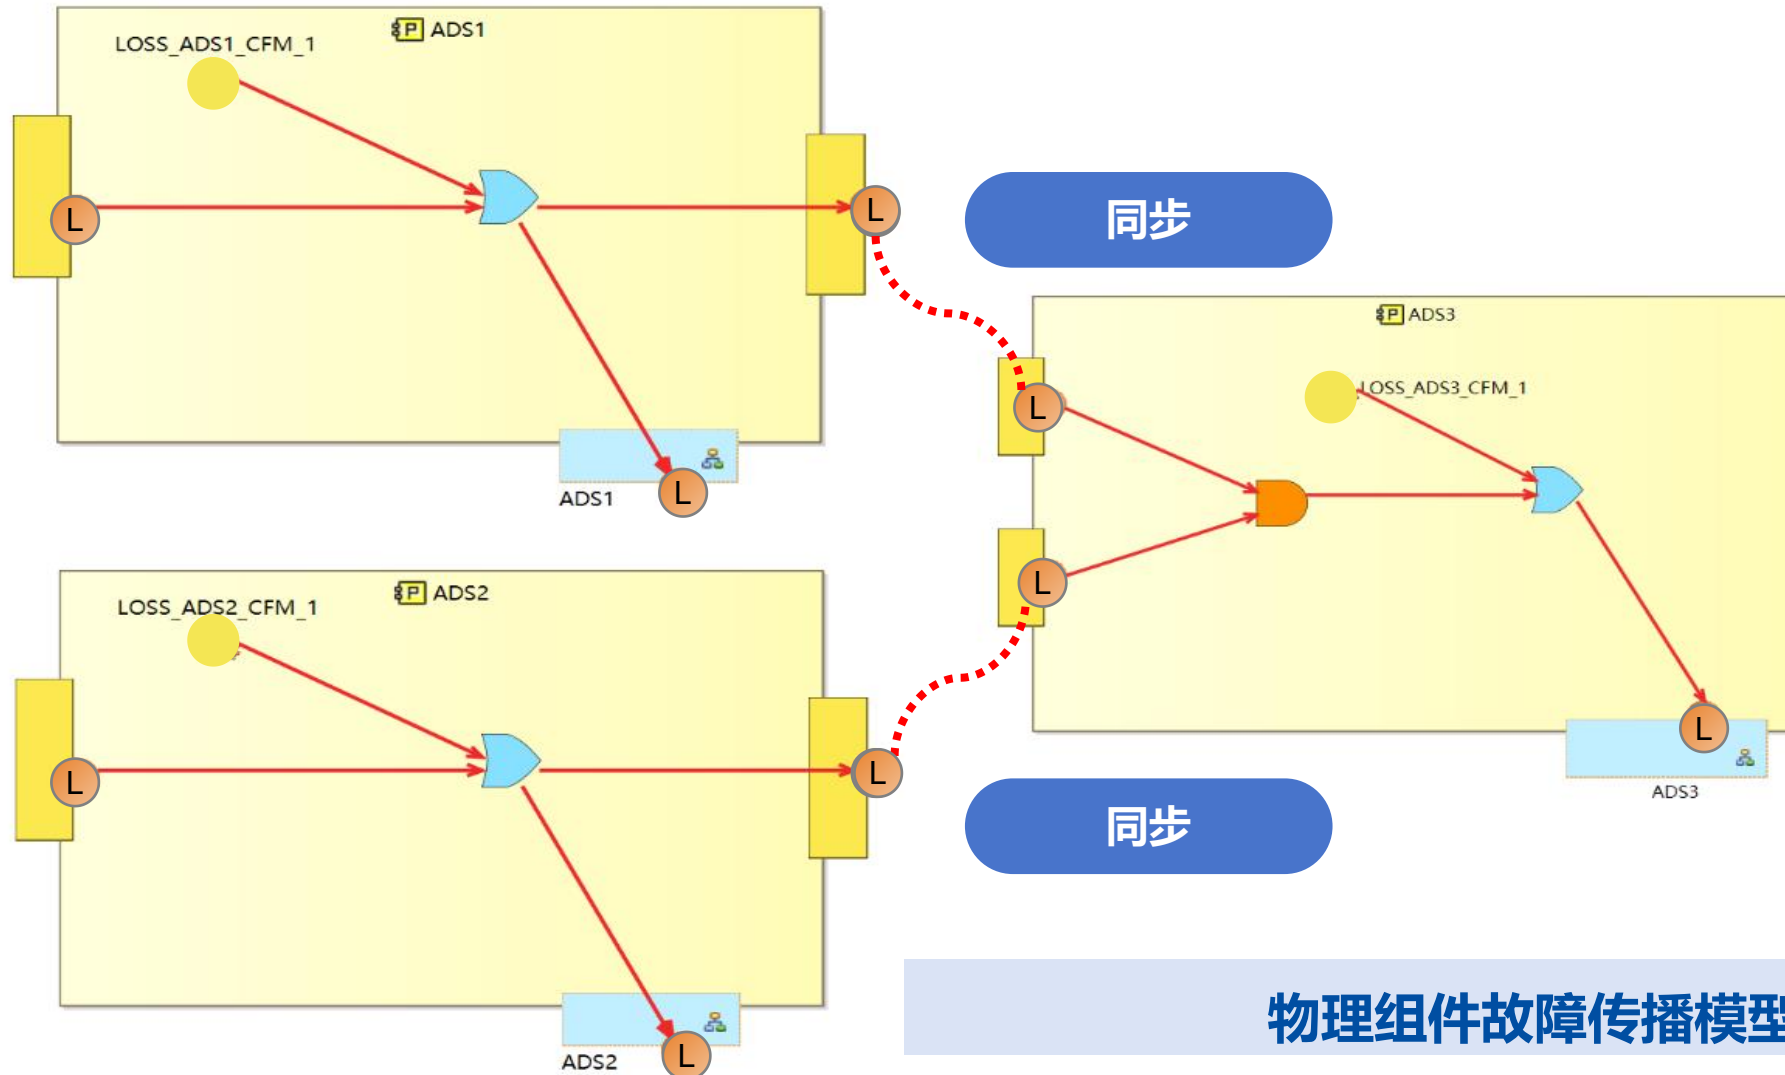 P ADS1
LOSS_ADS1_CFM_1
L
L
ADS1
L
同步
P ADS3
LOSS_ADS3_CFM_1
L
L
L
ADS3
P ADS2
LOSS_ADS2_CFM_1
L
L
ADS2
L
同步
物理组件故障传播模型